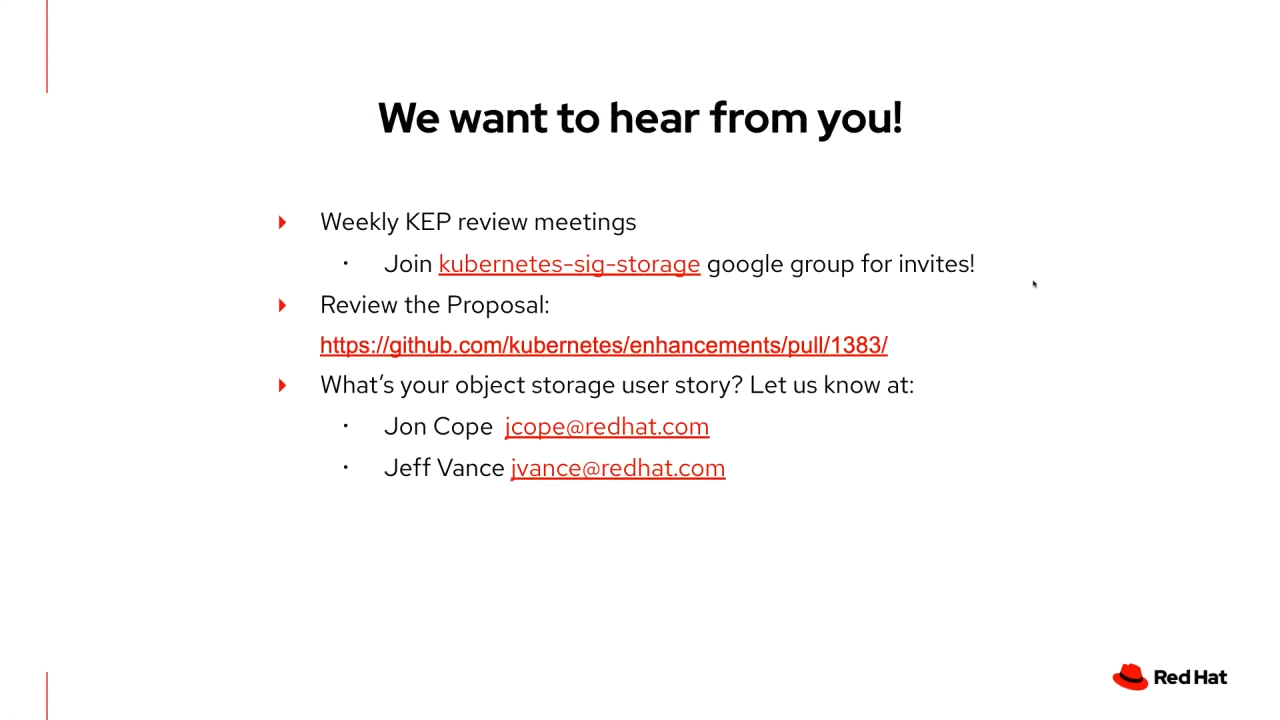 We want to hear from you!
Weekly KEP review meetings
Join kubernetes-sig-storage google group for invites!
Review the Proposal:
https://github.com/kubernetes/enhancements/pull/1383/
What's your object storage user story? Let us know at:
Jon Cope jcope@redhat.com
Jeff Vance jvance@redhat.com
Red Hat